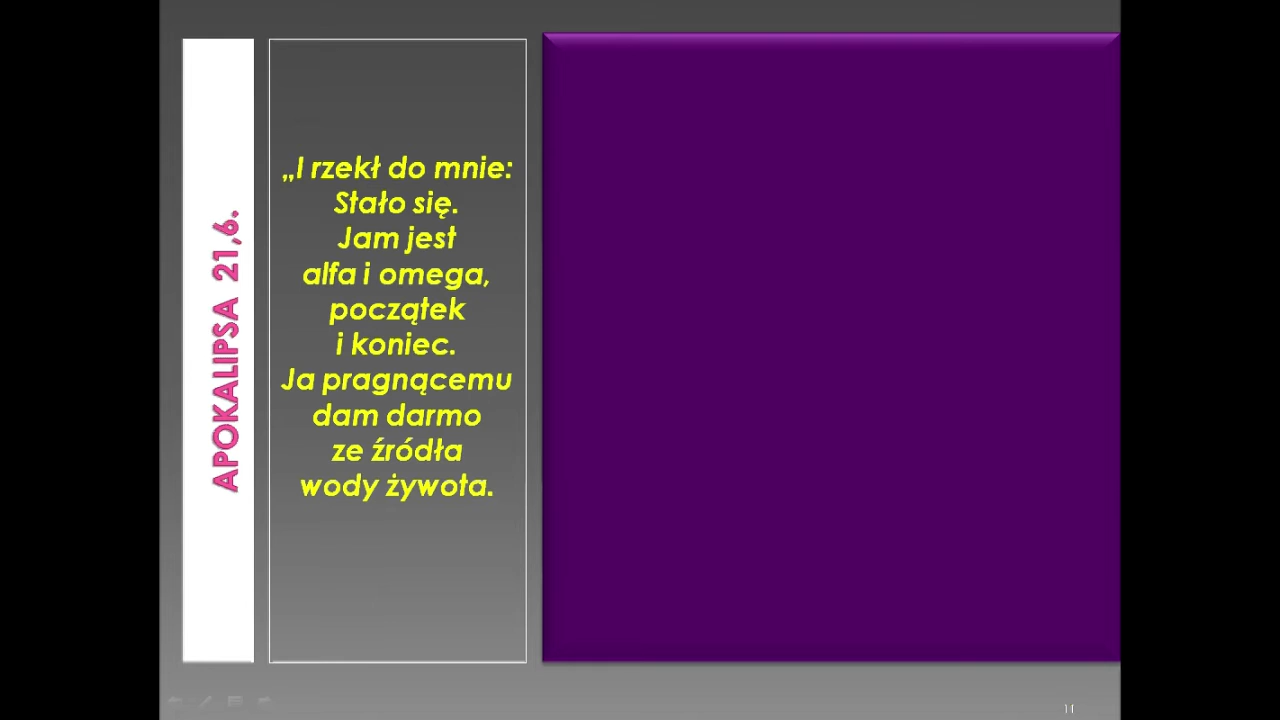 APOKALIPSA 21,6.
„I rzekł do mnie:
Stało się.
Jam jest
alfa i omega,
początek
i koniec.
Ja pragnącemu
dam darmo
ze źródła
wody żywota.
11